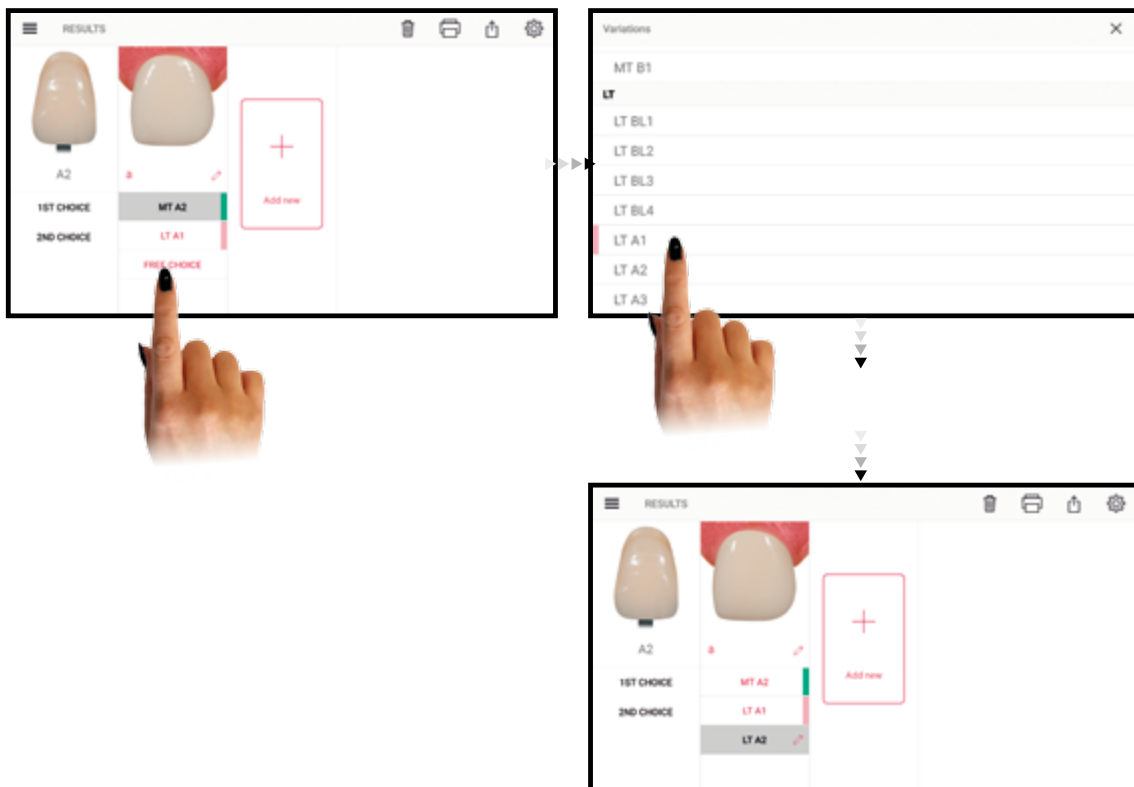 RESULTS
A2
a
1ST CHOICE
MT A2
Add new
2ND CHOICE
LT A1
FREE CHOICE
Variations
MT B1
LT
LT BL1
LT BL2
LT BL3
LT BL4
LT A1
LT A2
LT A3
RESULTS
A2
a
1ST CHOICE
MT A2
Add new
2ND CHOICE
LT A1
LT A2